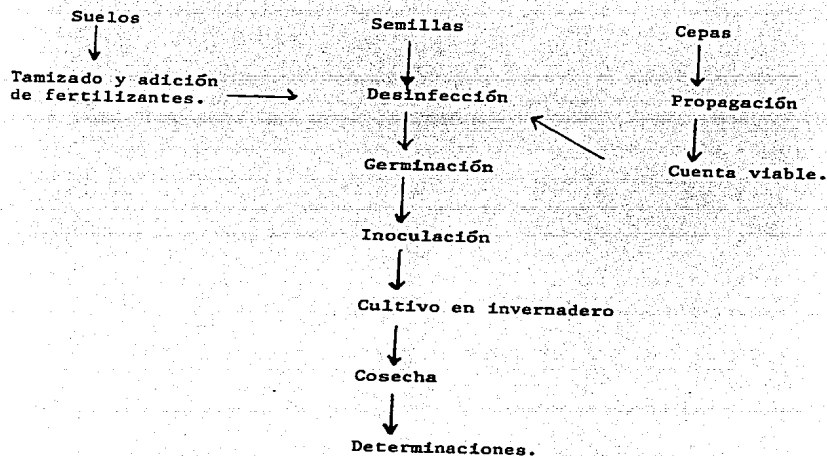 Suelos
Semillas
Cepas
Tamizado y adición
de fertilizantes.
Desinfección
Propagación
Germinación
Cuenta viable.
Inoculación
Cultivo en invernadero
Cosecha
Determinaciones.